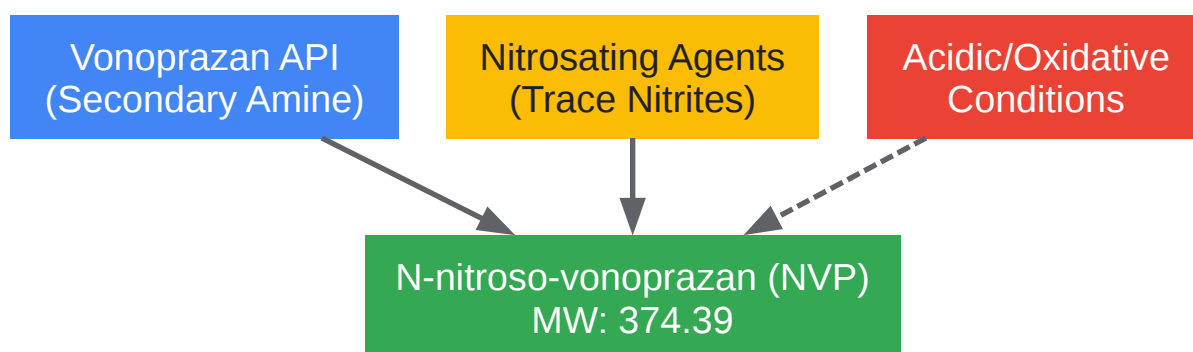 Vonoprazan API
(Secondary Amine)
Nitrosating Agents
(Trace Nitrites)
Acidic/Oxidative
Conditions
N-nitroso-vonoprazan (NVP)
MW: 374.39